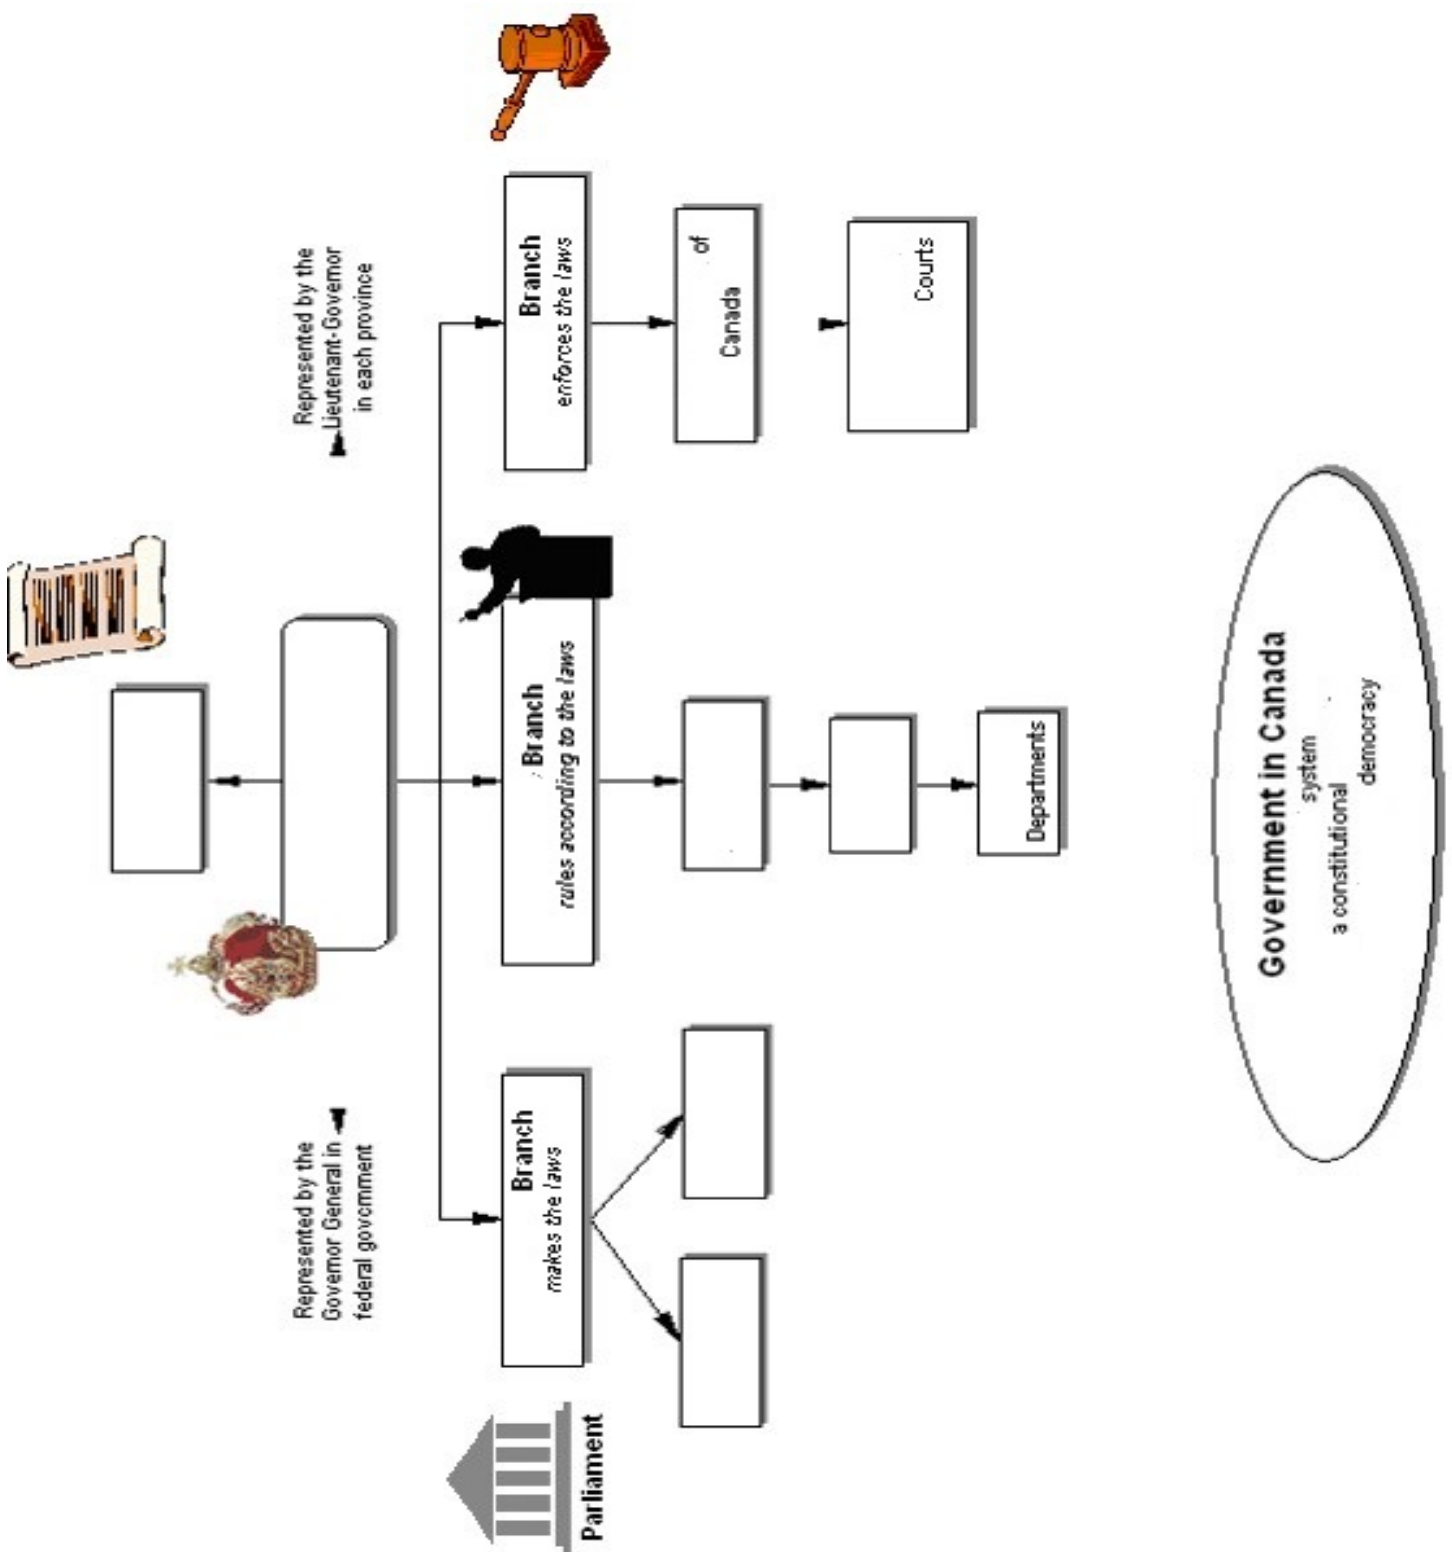 Represented by the
Governor General in
federal government
Represented by the
Lieutenant-Governor
in each province
Parliament
Branch
makes the laws
Branch
rules according to the laws
Branch
enforces the laws
of
Canada
Departments
Courts
Government in Canada
system
a constitutional
democracy